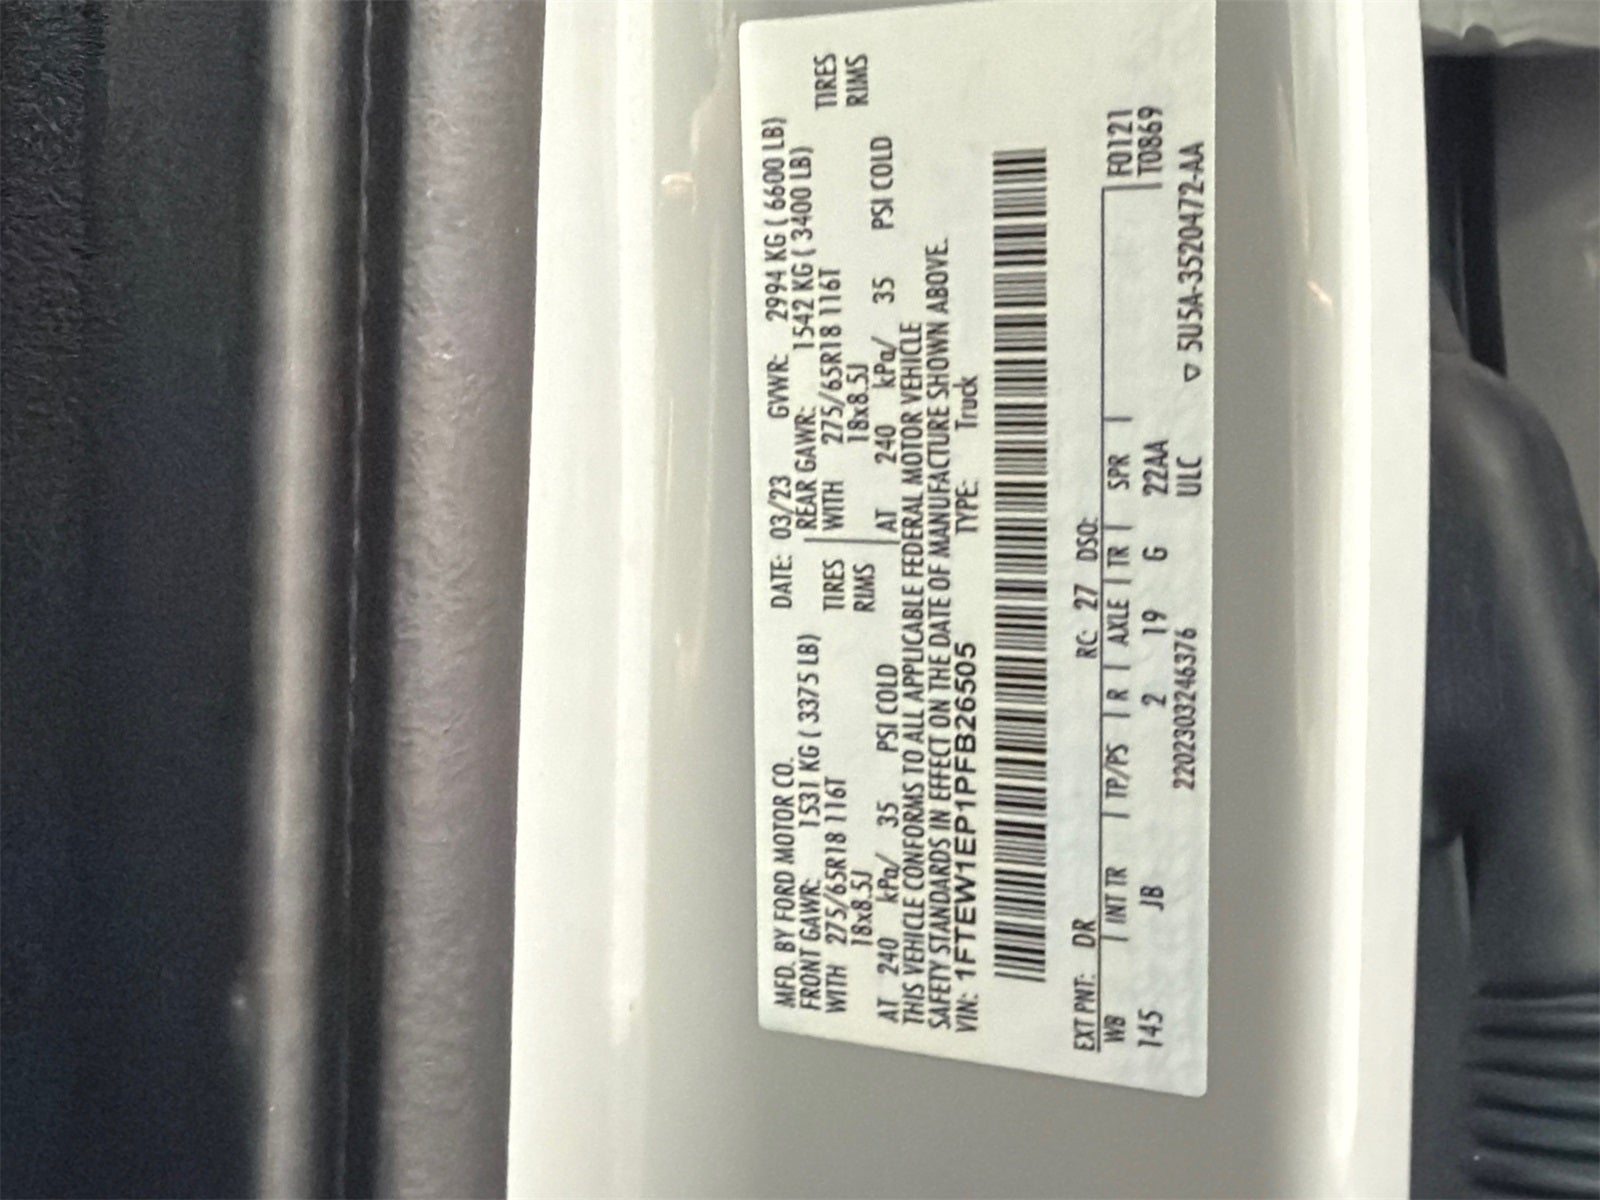 MFD. BY FORD MOTOR CO. DATE: 03/23 GVWR: 2994 KG ( 6600 LB)
FRONT GAWR: 1531 KG ( 3375 LB) REAR GAWR: 1542 KG ( 3400 LB)
WITH 275/65R18 116T TIRES WITH 275/65R18 116T TIRES
18x8.5J RIMS 18x8.5J RIMS
AT 240 kPa/ 35 PSI COLD AT 240 kPa/ 35 PSI COLD
THIS VEHICLE CONFORMS TO ALL APPLICABLE FEDERAL MOTOR VEHICLE
SAFETY STANDARDS IN EFFECT ON THE DATE OF MANUFACTURE SHOWN ABOVE.
VIN: 1FTEW1EP1PFB26505 TYPE: Truck
EXT PNT: DR RC: 27 DSO:
WB INT TR TP/PS R AXLE TR SPR F0121
145 JB 2 19 G 22AA T0869
2202303246376 ULC ▽ 5U5A-3520472-AA